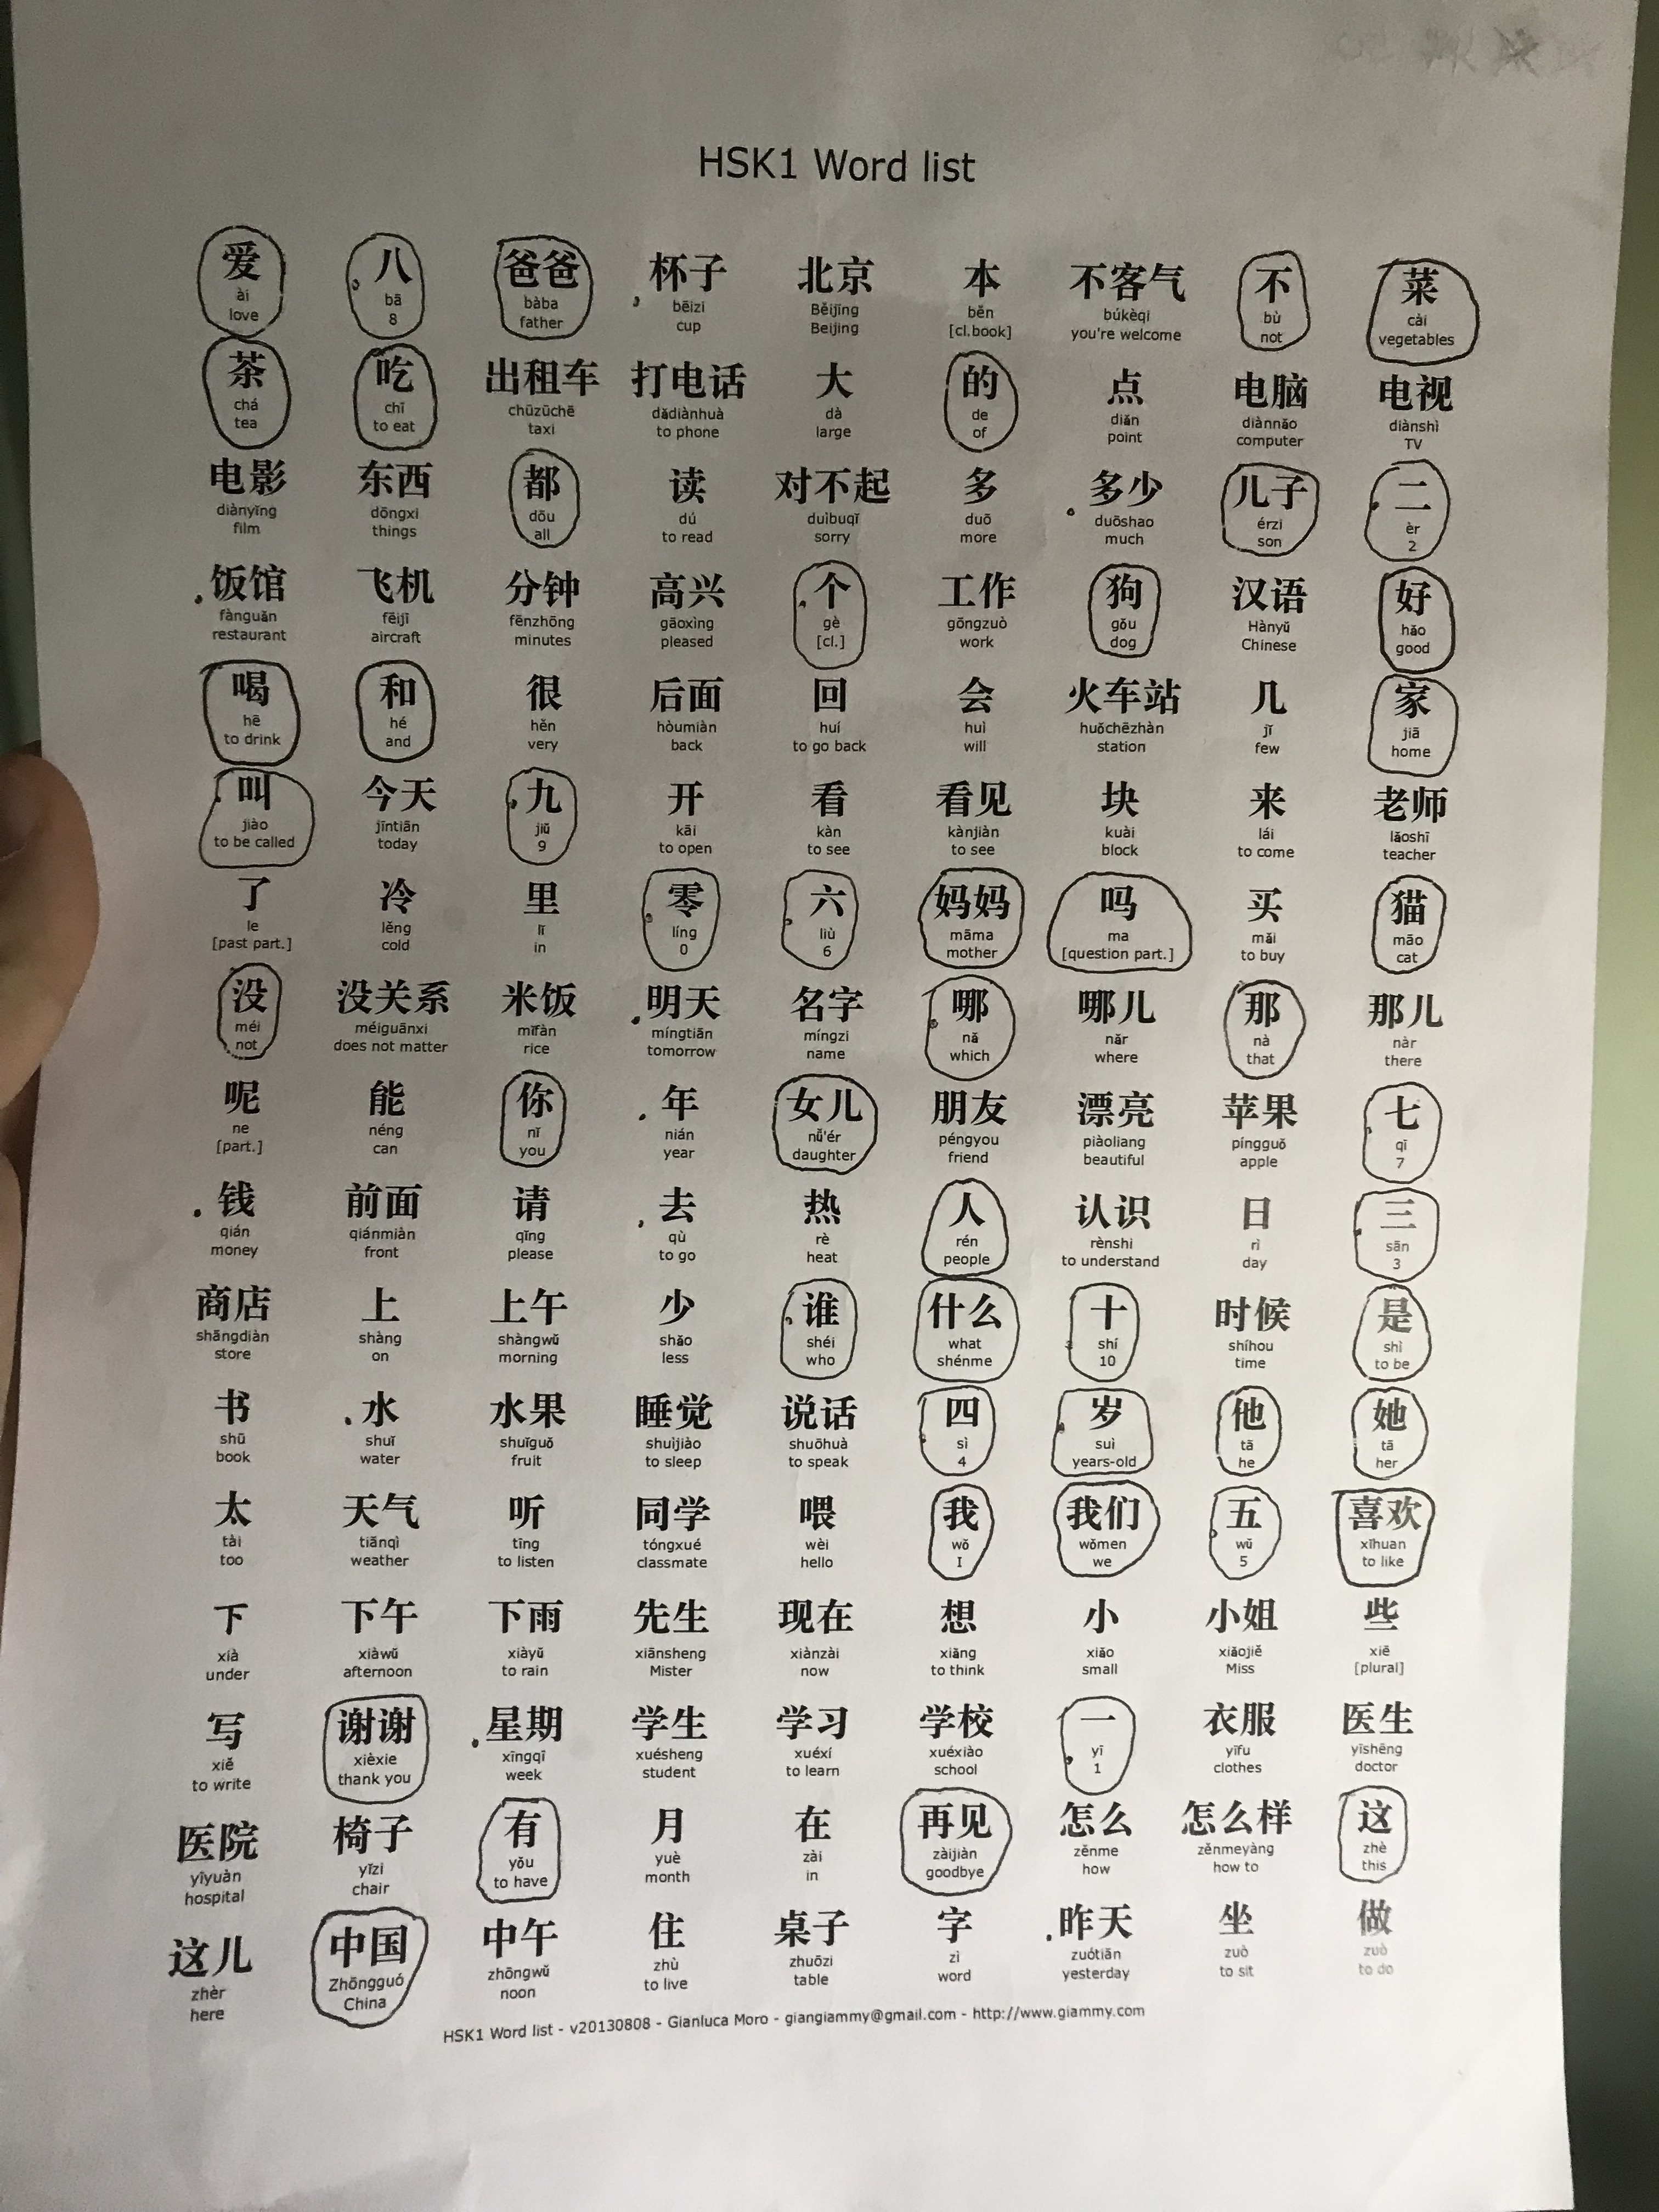 HSK1 Word list
爱 八 爸爸 杯子 北京 本 不客气 不 菜
ài bā bàba bēizi Běijīng běn búkèqi bù cài
love 8 father cup Beijing [cl.book] you're welcome not vegetables
茶 吃 出租车 打电话 大 的 点 电脑 电视
chá chī chūzūchē dǎdiànhuà dà de diǎn diànnǎo diànshì
tea to eat taxi to phone large of point computer TV
电影 东西 都 读 对不起 多 多少 儿子 二
diànyǐng dōngxi dōu dú duìbuqǐ duō duōshao érzi èr
film things all to read sorry more much son 2
饭馆 飞机 分钟 高兴 个 工作 狗 汉语 好
fànguǎn fēijī fēnzhōng gāoxìng gè gōngzuò gǒu Hànyǔ hǎo
restaurant aircraft minutes pleased [cl.] work dog Chinese good
喝 和 很 后面 回 会 火车站 几 家
hē hé hěn hòumiàn huí huì huǒchēzhàn jǐ jiā
to drink and very back to go back will station few home
叫 今天 九 开 看 看见 块 来 老师
jiào jīntiān jiǔ kāi kàn kànjiàn kuài lái lǎoshī
to be called today 9 to open to see to see block to come teacher
了 冷 里 零 六 妈妈 吗 买 猫
le lěng lǐ líng liù māma ma mǎi māo
[past part.] cold in 0 6 mother [question part.] to buy cat
没 没关系 米饭 明天 名字 哪 哪儿 那 那儿
méi méiguānxi mǐfàn míngtiān míngzi nǎ nǎr nà nàr
not does not matter rice tomorrow name which where that there
呢 能 你 年 女儿 朋友 漂亮 苹果 七
ne néng nǐ nián nǚ'ér péngyou piàoliang píngguǒ qī
[part.] can you year daughter friend beautiful apple 7
钱 前面 请 去 热 人 认识 日 三
qián qiánmiàn qǐng qù rè rén rènshi rì sān
money front please to go heat people to understand day 3
商店 上 上午 少 谁 什么 十 时候 是
shāngdiàn shàng shàngwǔ shǎo shéi what shí shíhou shì
store on morning less who shénme 10 time to be
书 水 水果 睡觉 说话 四 岁 他 她
shū shuǐ shuǐguǒ shuìjiào shuōhuà sì suì tā tā
book water fruit to sleep to speak 4 years-old he her
太 天气 听 同学 喂 我 我们 五 喜欢
tài tiānqì tīng tóngxué wèi wǒ wǒmen wǔ xǐhuan
too weather to listen classmate hello I we 5 to like
下 下午 下雨 先生 现在 想 小 小姐 些
xià xiàwǔ xiàyǔ xiānsheng xiànzài xiǎng xiǎo xiǎojiě xiē
under afternoon to rain Mister now to think small Miss [plural]
写 谢谢 星期 学生 学习 学校 一 衣服 医生
xiě xièxie xīngqī xuésheng xuéxí xuéxiào yī yīfu yīshēng
to write thank you week student to learn school 1 clothes doctor
医院 椅子 有 月 在 再见 怎么 怎么样 这
yīyuàn yǐzi yǒu yuè zài zàijiàn zěnme zěnmeyàng zhè
hospital chair to have month in goodbye how how to this
这儿 中国 中午 住 桌子 字 昨天 坐 做
zhèr Zhōngguó zhōngwǔ zhù zhuōzi zì zuótiān zuò zuò
here China noon to live table word yesterday to sit to do
HSK1 Word list - v20130808 - Gianluca Moro - giangiammy@gmail.com - http://www.giammy.com